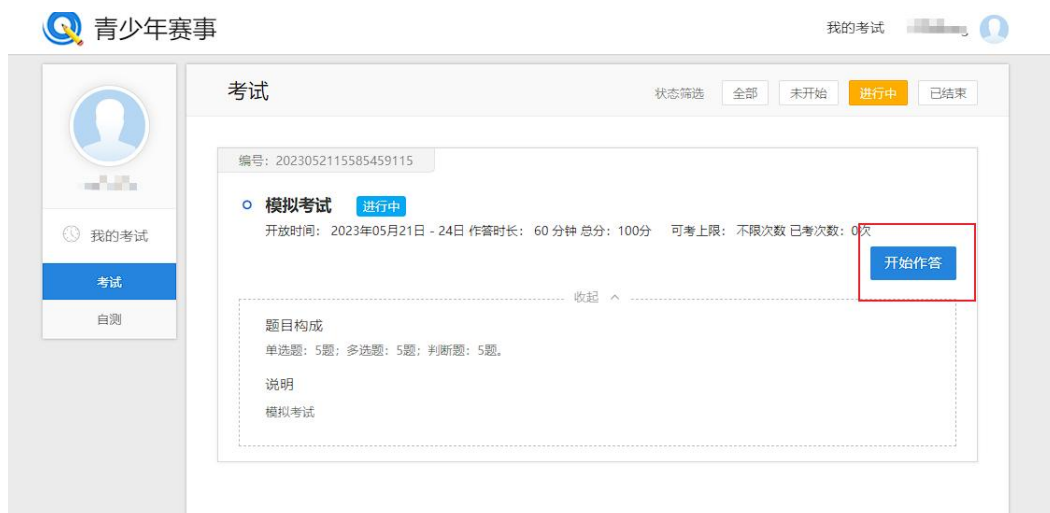 青少年赛事
我的考试
考试
状态筛选 全部 未开始 进行中 已结束
编号：2023052115585459115
模拟考试 进行中
开放时间： 2023年05月21日 - 24日 作答时长： 60 分钟 总分：100分 可考上限： 不限次数 已考次数：0次
开始作答
收起
题目构成
单选题：5题；多选题：5题；判断题：5题。
说明
模拟考试
我的考试
考试
自测